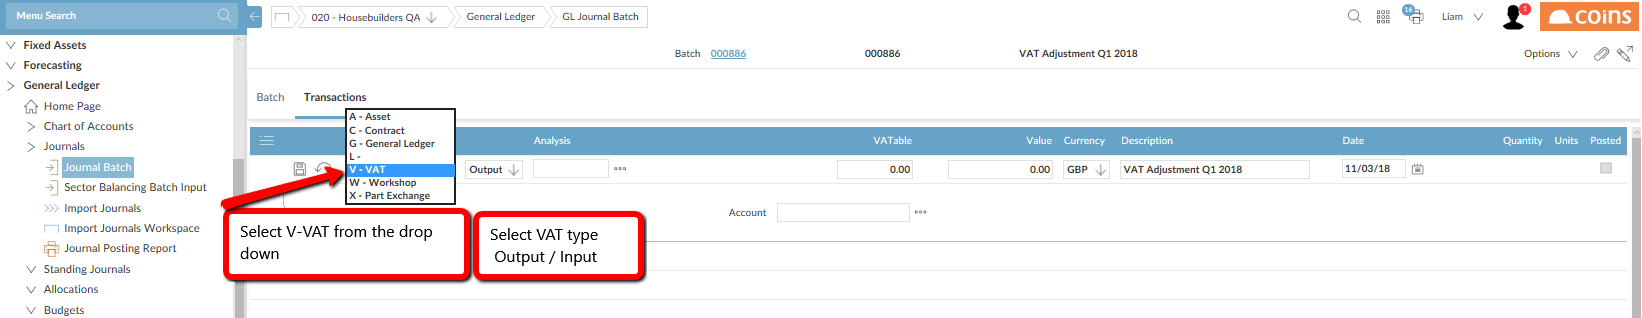 Menu Search
020 - Housebuilders QA
General Ledger
GL Journal Batch
16
Liam
1
coins
Fixed Assets
Forecasting
General Ledger
Home Page
Chart of Accounts
Journals
Journal Batch
Sector Balancing Batch Input
Import Journals
Import Journals Workspace
Journal Posting Report
Standing Journals
Allocations
Budgets
Batch 000886 000886 VAT Adjustment Q1 2018
Options
Batch Transactions
A - Asset
C - Contract
G - General Ledger
L -
V - VAT
W - Workshop
X - Part Exchange
Analysis VATable Value Currency Description Date Quantity Units Posted
Output 0.00 0.00 GBP VAT Adjustment Q1 2018 11/03/18
Account
Select V-VAT from the drop
down
Select VAT type
Output / Input